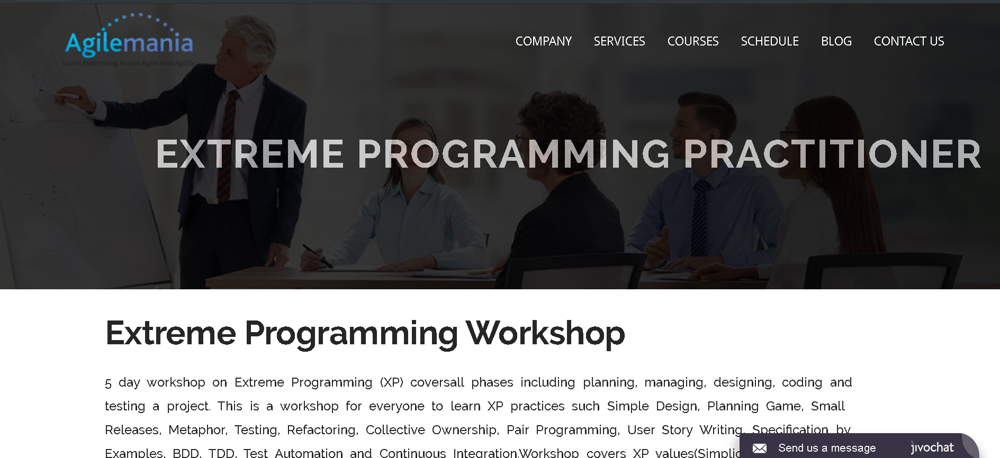 Agilemania
Learn Everything About Agile And Agility
COMPANY SERVICES COURSES SCHEDULE BLOG CONTACT US
EXTREME PROGRAMMING PRACTITIONER
Extreme Programming Workshop
5 day workshop on Extreme Programming (XP) coversall phases including planning, managing, designing, coding and
testing a project. This is a workshop for everyone to learn XP practices such Simple Design, Planning Game, Small
Releases, Metaphor, Testing, Refactoring, Collective Ownership, Pair Programming, User Story Writing, Specification by
Examples, BDD, TDD, Test Automation and Continuous Integration.Workshop covers XP values(Simplic
Send us a message jivochat